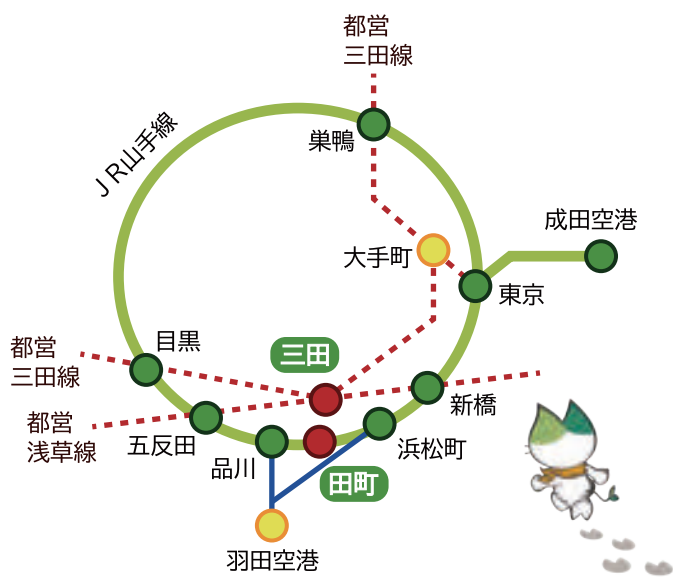 都営
三田線
JR山手線
巣鴨
成田空港
大手町
東京
目黒
都営
三田線
三田
新橋
都営
浅草線
五反田
浜松町
品川
田町
羽田空港